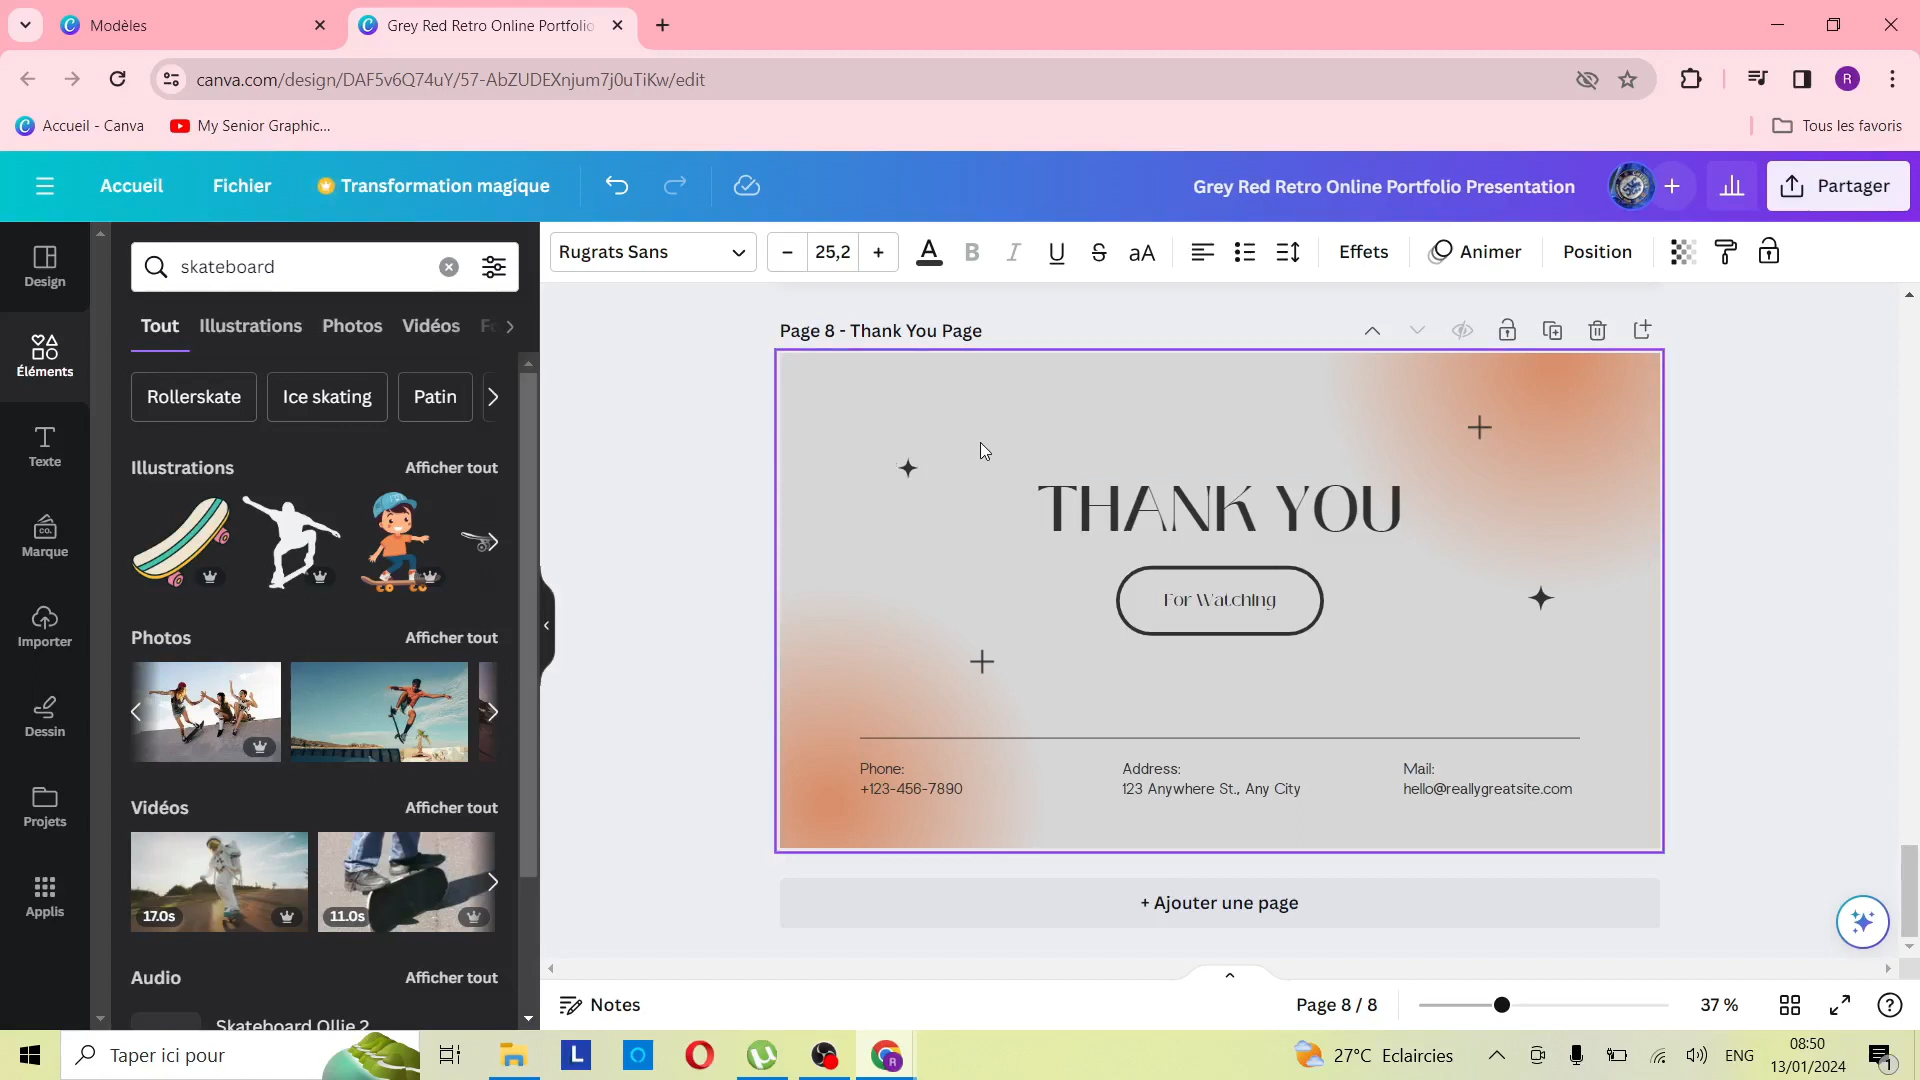 Modèles
Grey Red Retro Online Portfolio
canva.com/design/DAF5v6Q74uY/57-AbZUDEXnjum7j0uTiKw/edit
R
Accueil - Canva
My Senior Graphic...
Tous les favoris
Accueil
Fichier
Transformation magique
Grey Red Retro Online Portfolio Presentation
Partager
Design
Éléments
Texte
Marque
Importer
Dessin
Projets
Applis
skateboard
Tout
Illustrations
Photos
Vidéos
Rollerskate
Ice skating
Patin
Illustrations
Afficher tout
Photos
Afficher tout
Vidéos
Afficher tout
17.0s
11.0s
Audio
Afficher tout
Skateboard Ollie 2
Rugrats Sans
25,2
Effets
Animer
Position
Page 8 - Thank You Page
THANK YOU
For Watching
Phone:
+123-456-7890
Address:
123 Anywhere St., Any City
Mail:
hello@reallygreatsite.com
+ Ajouter une page
Notes
Page 8 / 8
37 %
Taper ici pour
27°C Eclaircies
ENG
08:50
13/01/2024
1